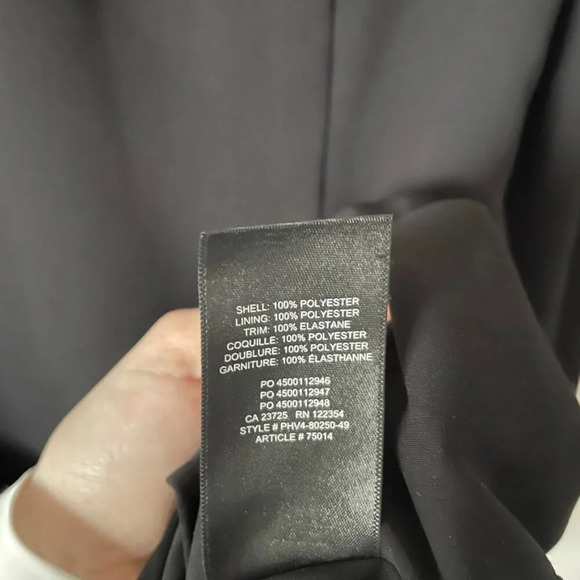 SHELL: 100% POLYESTER
LINING: 100% POLYESTER
TRIM: 100% ELASTANE
COQUILLE: 100% POLYESTER
DOUBLURE: 100% POLYESTER
GARNITURE: 100% ÉLASTHANNE
PO 4500112946
PO 4500112947
PO 4500112948
CA 23725 RN 122354
STYLE # PHV4-80250-49
ARTICLE # 75014